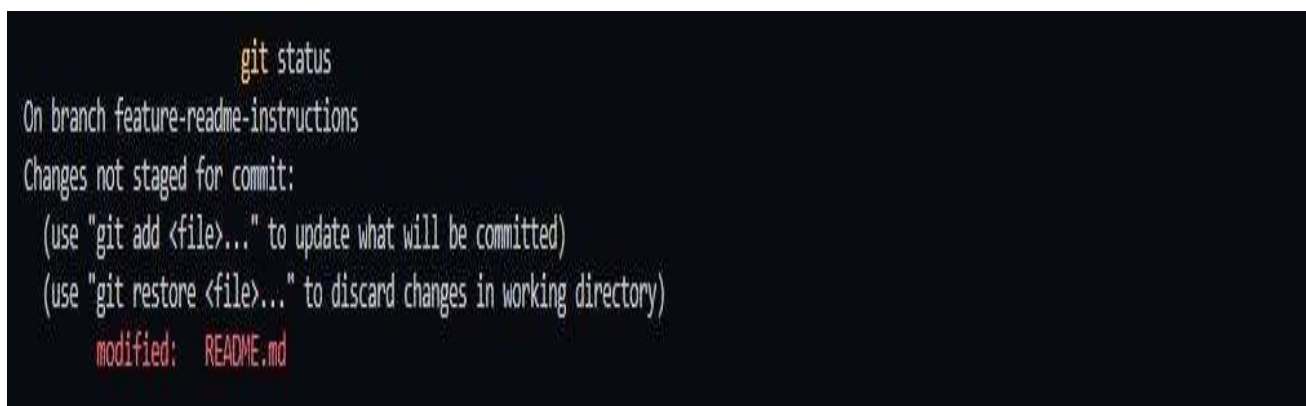 git status
On branch feature-readme-instructions
Changes not staged for commit:
(use "git add <file>..." to update what will be committed)
(use "git restore <file>..." to discard changes in working directory)
modified: README.md